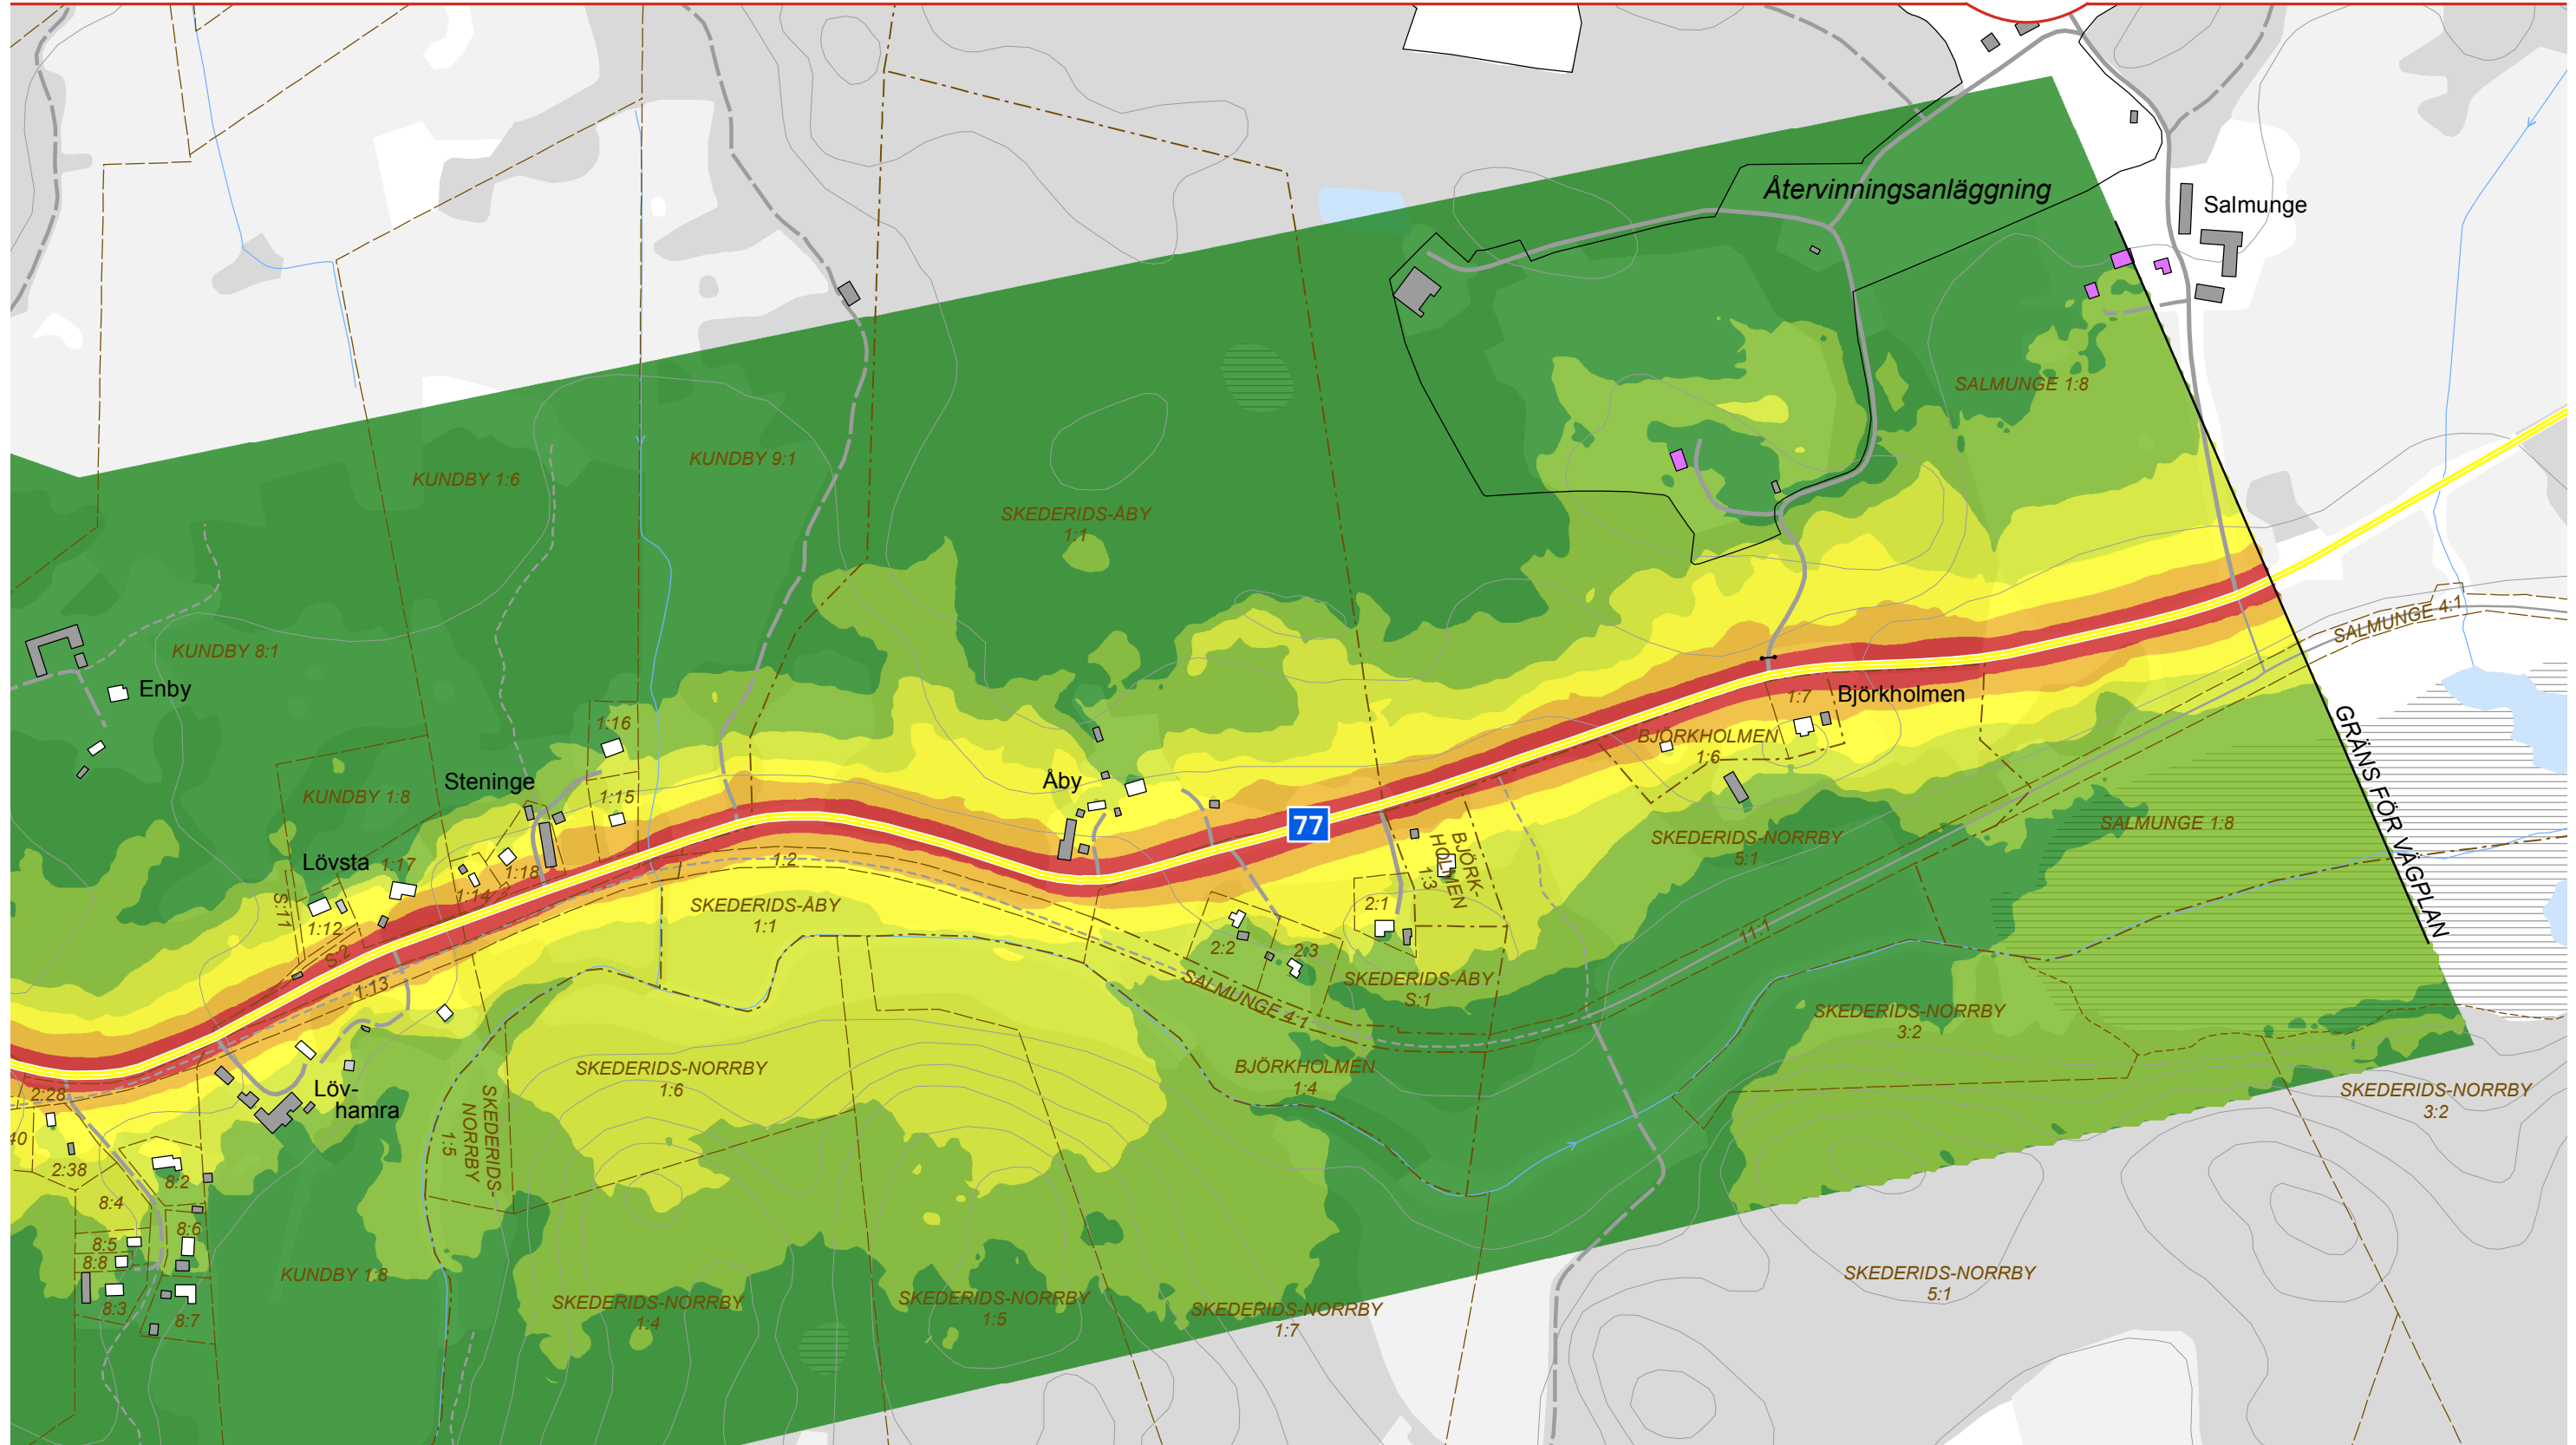 Återvinningsanläggning
Salmunge
SALMUNGE 1:8
KUNDBY 1:6
KUNDBY 9:1
SKEDERIDS-ÅBY
1:1
KUNDBY 8:1
Enby
SALMUNGE 4:1
1:16
1:7
Björkholmen
BJÖRKHOLMEN
1:6
Steninge
Åby
KUNDBY 1:8
1:15
77
GRÄNS FÖR VÄGPLAN
SALMUNGE 1:8
SKEDERIDS-NORRBY
5:1
Lövsta
1:17
1:2
1:18
1:14
BJÖRK-
HOLMEN
1:3
S:11
1:12
SKEDERIDS-ÅBY
1:1
2:1
11:1
S:2
2:2
2:3
1:13
SALMUNGE 4:1
SKEDERIDS-ÅBY
S:1
SKEDERIDS-NORRBY
3:2
SKEDERIDS-NORRBY
1:6
BJÖRKHOLMEN
1:4
2:28
Löv-
hamra
SKEDERIDS-
NORRBY
1:5
SKEDERIDS-NORRBY
3:2
40
2:38
8:2
8:4
8:6
8:5
8:8
KUNDBY 1:8
SKEDERIDS-NORRBY
5:1
8:3
8:7
SKEDERIDS-NORRBY
1:4
SKEDERIDS-NORRBY
1:5
SKEDERIDS-NORRBY
1:7